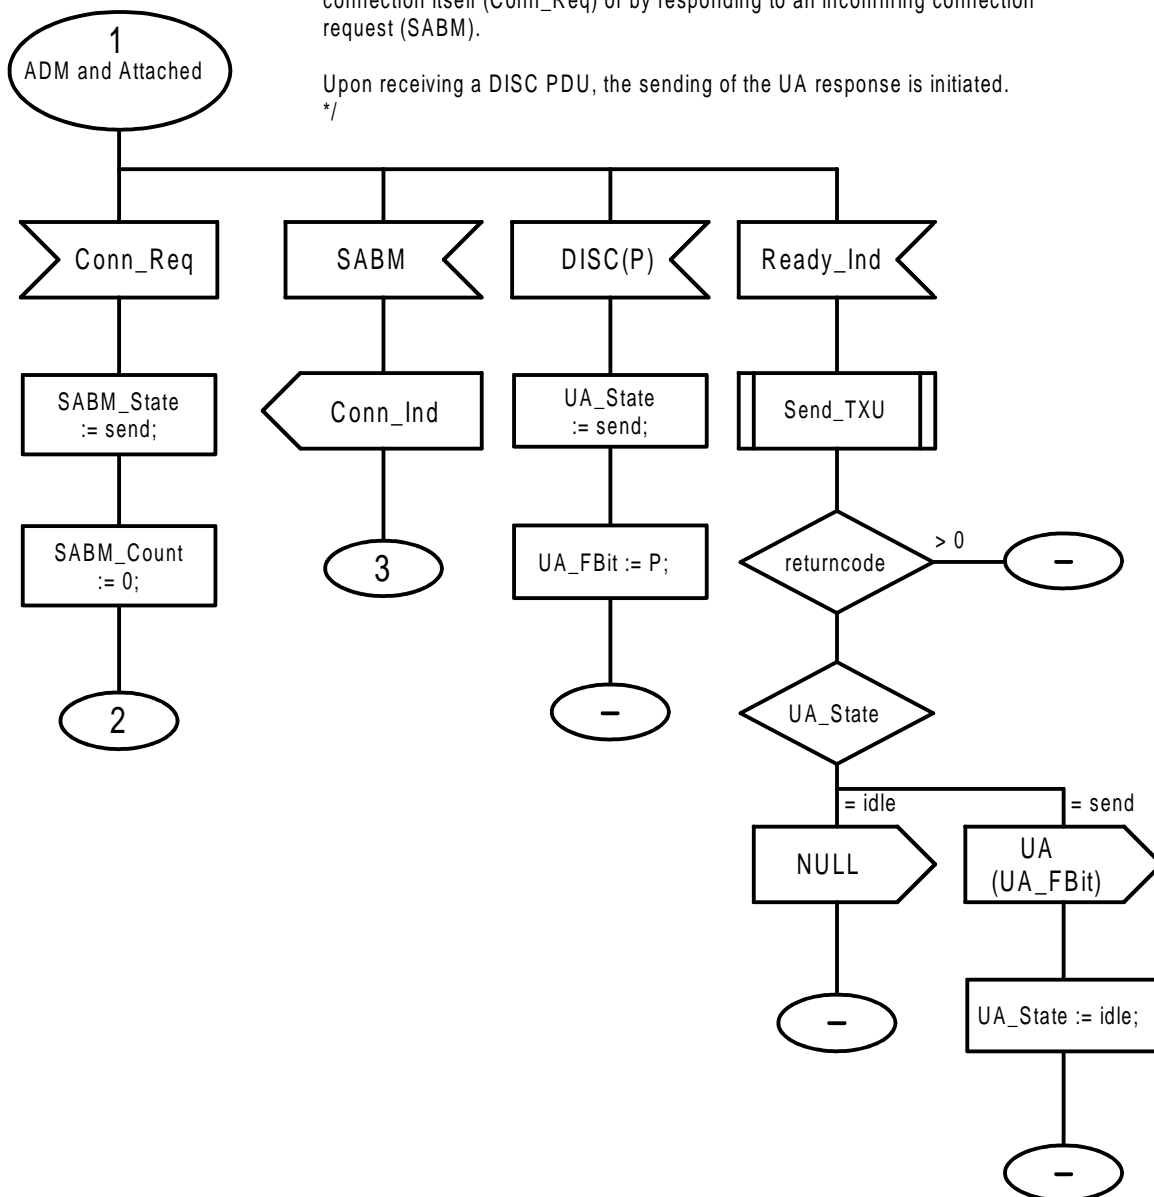 connection itself (Conn_Req) or by responding to an incomming connection
request (SABM).
Upon receiving a DISC PDU, the sending of the UA response is initiated.
*/
1
ADM and Attached
Conn_Req
SABM
DISC(P)
Ready_Ind
SABM_State
:= send;
Conn_Ind
UA_State
:= send;
Send_TXU
SABM_Count
:= 0;
3
UA_FBit := P;
returncode
> 0
–
2
–
UA_State
= idle
= send
NULL
UA
(UA_FBit)
–
UA_State := idle;
–